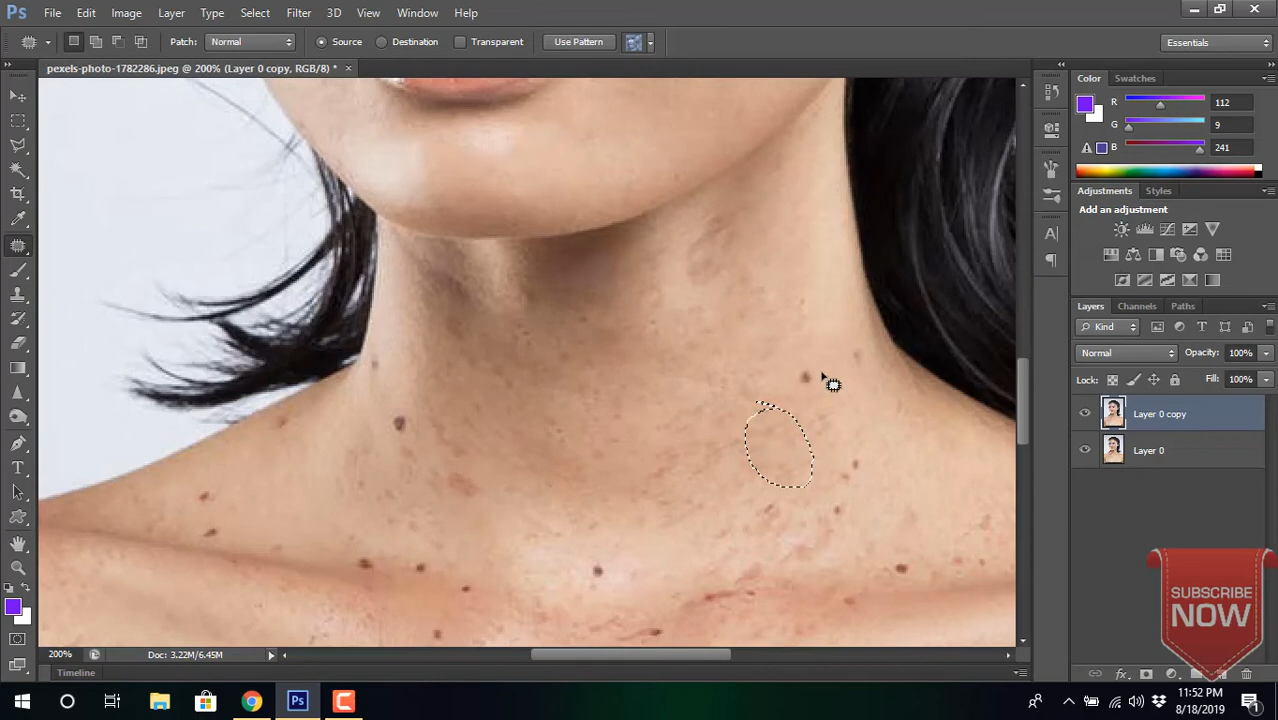 Ps File Edit Image Layer Type Select Filter 3D View Window Help
Patch: Normal Source Destination Transparent Use Pattern Essentials
pexels-photo-1782286.jpeg @ 200% (Layer 0 copy, RGB/8) * ×
Color Swatches
R 112
G 9
B 241
Adjustments Styles
Add an adjustment
Layers Channels Paths
Kind
Normal Opacity: 100%
Lock: Fill: 100%
Layer 0 copy
Layer 0
SUBSCRIBE
NOW
200% Doc: 3.22M/6.45M
Timeline
Ps
11:52 PM
8/18/2019
1